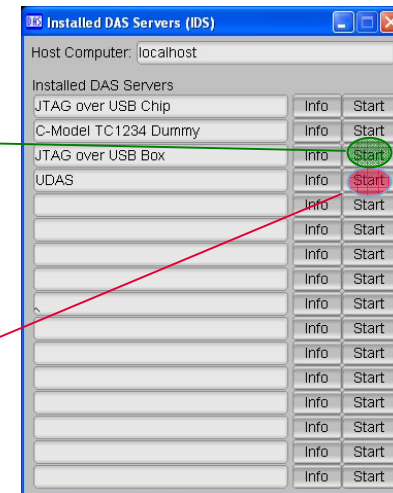 IDS Installed DAS Servers (IDS)
Host Computer: localhost
Installed DAS Servers
JTAG over USB Chip Info Start
C-Model TC1234 Dummy Info Start
JTAG over USB Box Info Start
UDAS Info Start
Info Start
Info Start
Info Start
Info Start
Info Start
Info Start
Info Start
Info Start
Info Start
Info Start
Info Start
Info Start